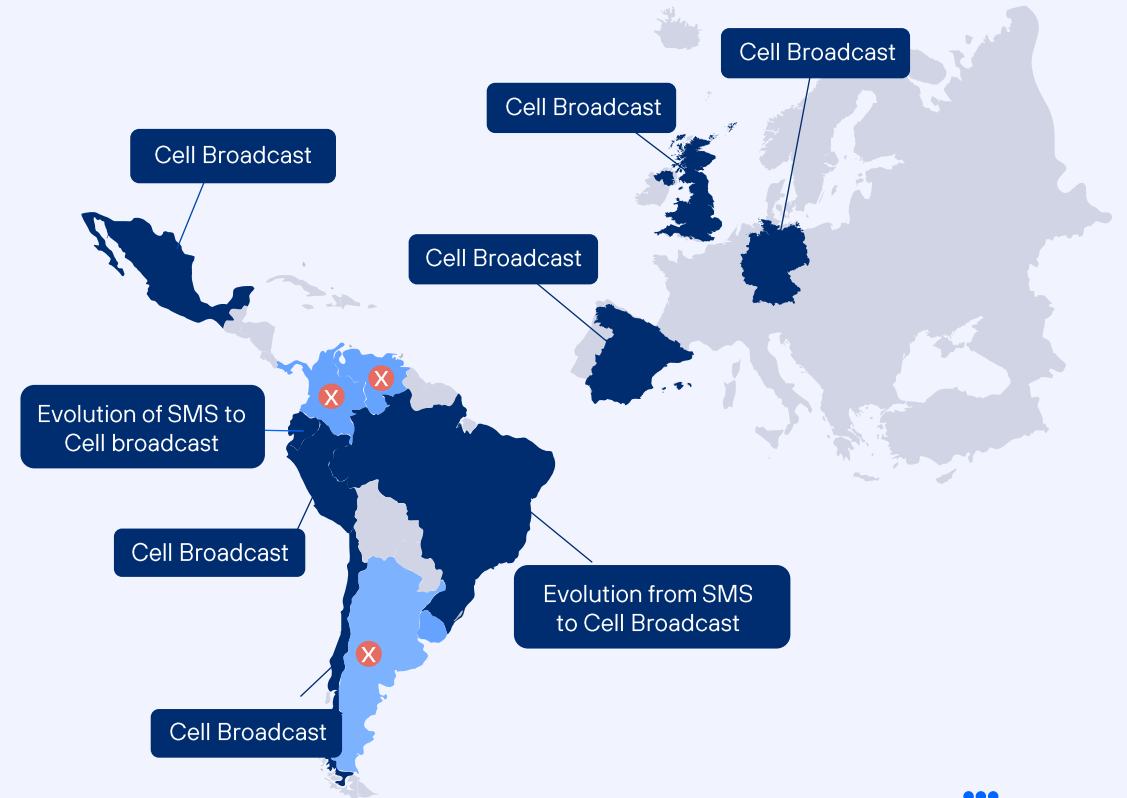 Cell Broadcast
Cell Broadcast
Cell Broadcast
Cell Broadcast
X
X
Evolution of SMS to
Cell broadcast
Cell Broadcast
Evolution from SMS
to Cell Broadcast
X
Cell Broadcast